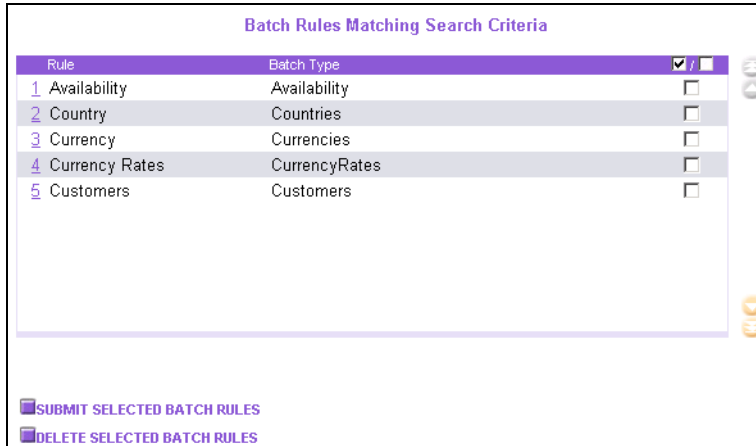 Batch Rules Matching Search Criteria
Rule Batch Type /
1 Availability Availability
2 Country Countries
3 Currency Currencies
4 Currency Rates CurrencyRates
5 Customers Customers
SUBMIT SELECTED BATCH RULES
DELETE SELECTED BATCH RULES